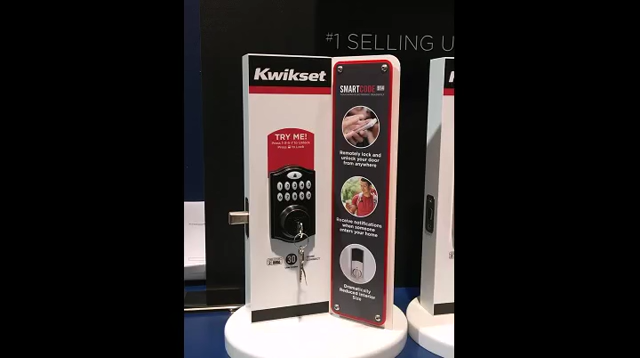 #1 SELLING U
Kwikset
SMARTCODE
TRY ME!
Remotely lock and
unlock your door
from anywhere
Receive notifications
when someone
enters your home
30
Dramatically
Reduced Interior
Size